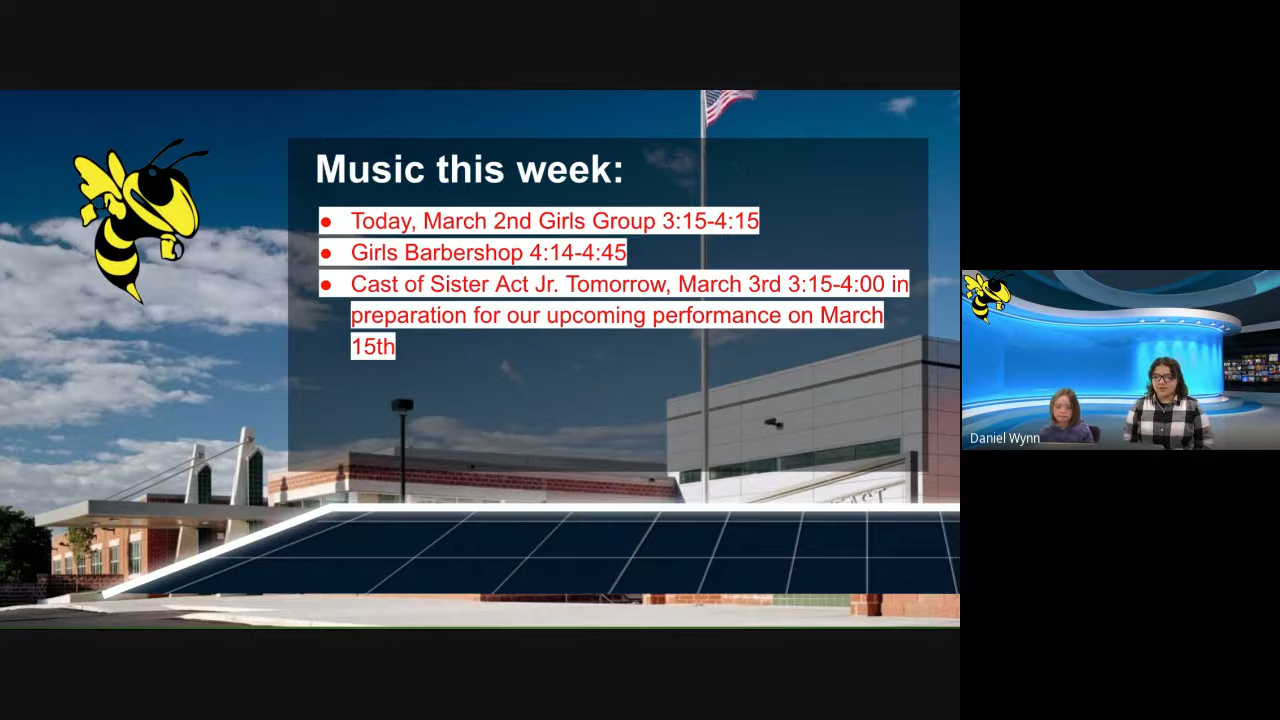 Music this week:
● Today, March 2nd Girls Group 3:15-4:15
● Girls Barbershop 4:14-4:45
● Cast of Sister Act Jr. Tomorrow, March 3rd 3:15-4:00 in
preparation for our upcoming performance on March
15th
Daniel Wynn